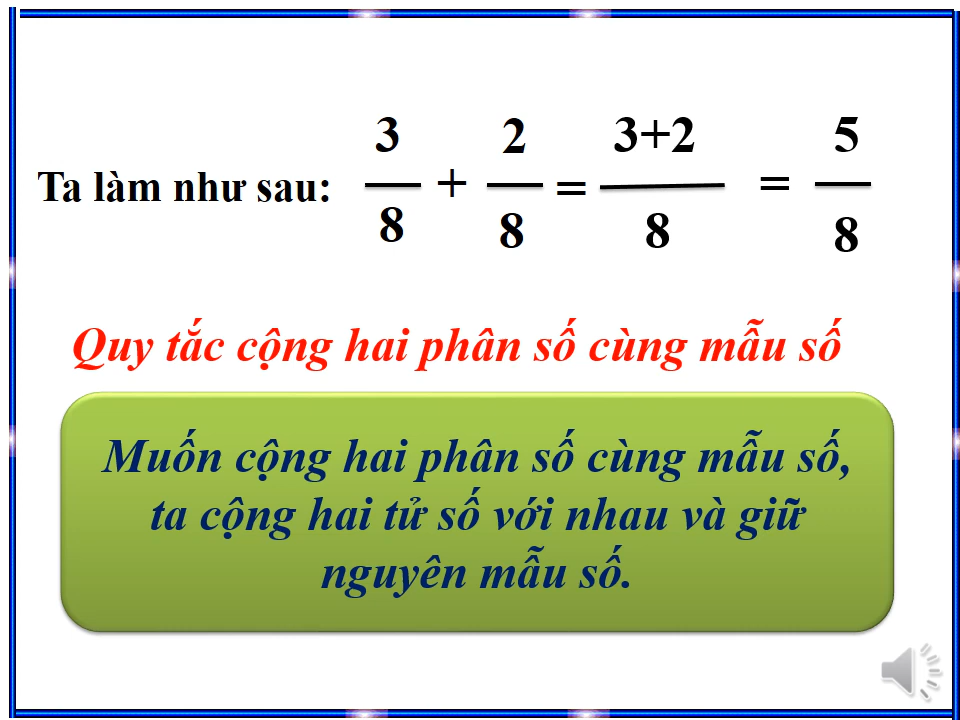 Ta làm như sau: 3/8 + 2/8 = 3+2/8 = 5/8
Quy tắc cộng hai phân số cùng mẫu số
Muốn cộng hai phân số cùng mẫu số,
ta cộng hai tử số với nhau và giữ
nguyên mẫu số.